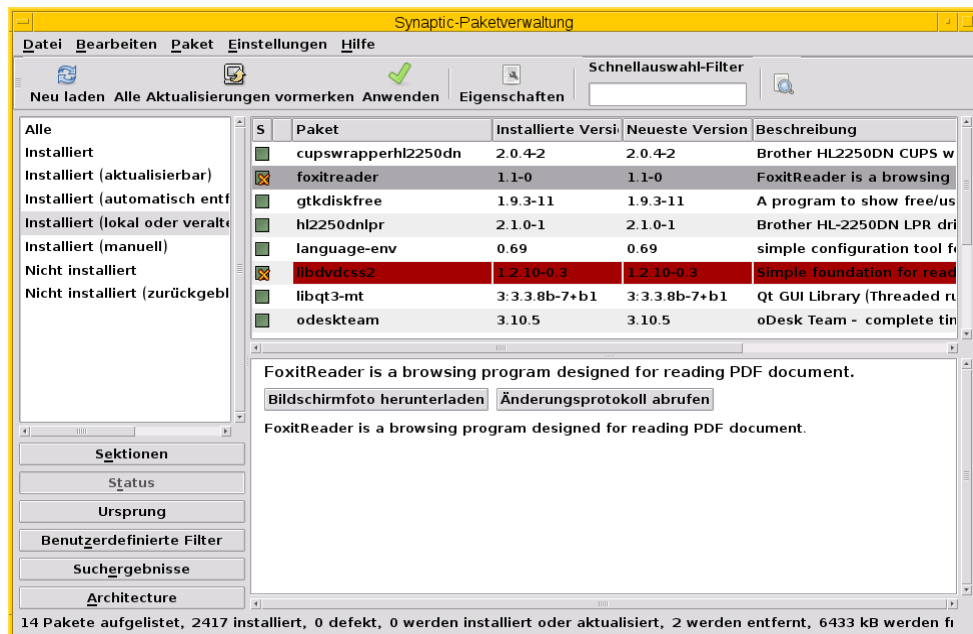 Synaptic-Paketverwaltung
Datei Bearbeiten Paket Einstellungen Hilfe
Schnellauswahl-Filter
Neu laden Alle Aktualisierungen vormerken Anwenden Eigenschaften
Alle
Installiert
Installiert (aktualisierbar)
Installiert (automatisch entf
Installiert (lokal oder veralte
Installiert (manuell)
Nicht installiert
Nicht installiert (zurückgebl
S Paket Installierte Versi Neueste Version Beschreibung
cupswrapperhl2250dn 2.0.4-2 2.0.4-2 Brother HL2250DN CUPS w
foxitreader 1.1-0 1.1-0 FoxitReader is a browsing
gtkdiskfree 1.9.3-11 1.9.3-11 A program to show free/us
hl2250dnlpr 2.1.0-1 2.1.0-1 Brother HL-2250DN LPR dri
language-env 0.69 0.69 simple configuration tool f
libdvdcss2 1.2.10-0.3 1.2.10-0.3 Simple foundation for read
libqt3-mt 3:3.3.8b-7+b1 3:3.3.8b-7+b1 Qt GUI Library (Threaded ru
odeskteam 3.10.5 3.10.5 oDesk Team - complete tin
FoxitReader is a browsing program designed for reading PDF document.
Bildschirmfoto herunterladen Änderungsprotokoll abrufen
FoxitReader is a browsing program designed for reading PDF document.
Sektionen
Status
Ursprung
Benutzerdefinierte Filter
Suchergebnisse
Architecture
14 Pakete aufgelistet, 2417 installiert, 0 defekt, 0 werden installiert oder aktualisiert, 2 werden entfernt, 6433 kB werden fr